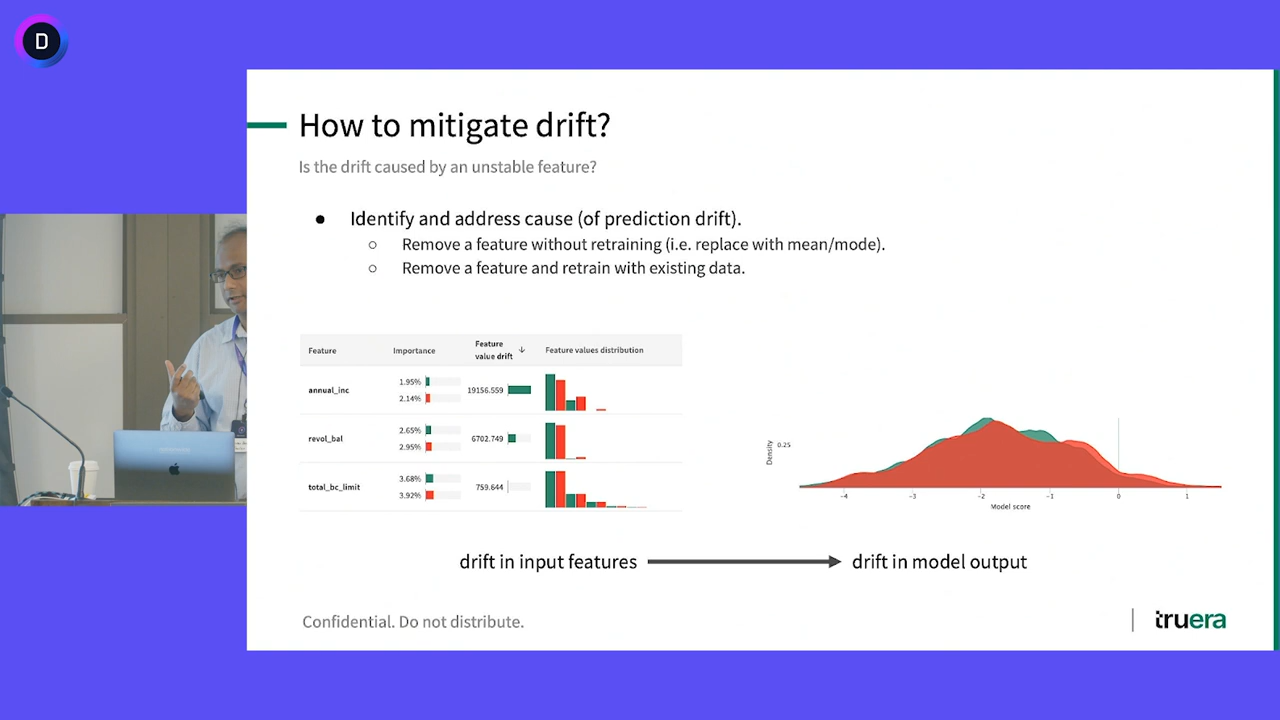 D
How to mitigate drift?
Is the drift caused by an unstable feature?
● Identify and address cause (of prediction drift).
○ Remove a feature without retraining (i.e. replace with mean/mode).
○ Remove a feature and retrain with existing data.
Feature Importance Feature value drift ↓ Feature values distribution
annual_inc 1.95% 2.14% 19156.559
revol_bal 2.65% 2.95% 6702.749
total_bc_limit 3.68% 3.92% 759.644
Density
0.25
-4 -3 -2 -1 0 1
Model score
drift in input features
drift in model output
Confidential. Do not distribute.
truera